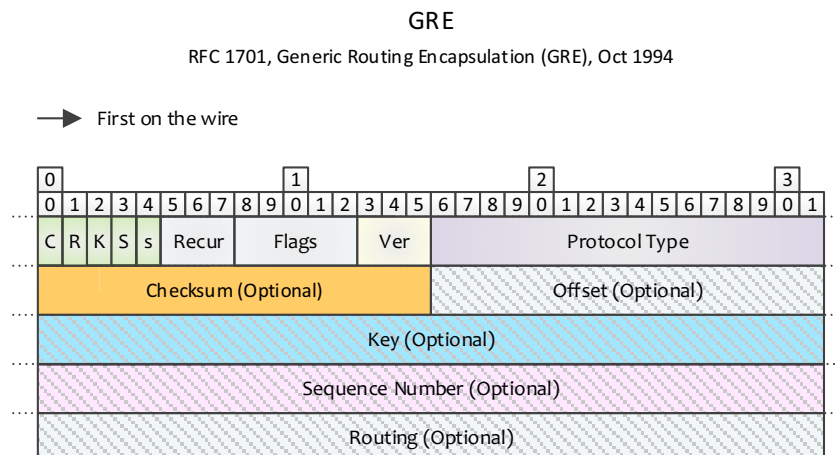 GRE
RFC 1701, Generic Routing Encapsulation (GRE), Oct 1994
First on the wire
0 1 2 3
0 1 2 3 4 5 6 7 8 9 0 1 2 3 4 5 6 7 8 9 0 1 2 3 4 5 6 7 8 9 0 1
C R K S s Recur Flags Ver Protocol Type
Checksum (Optional) Offset (Optional)
Key (Optional)
Sequence Number (Optional)
Routing (Optional)